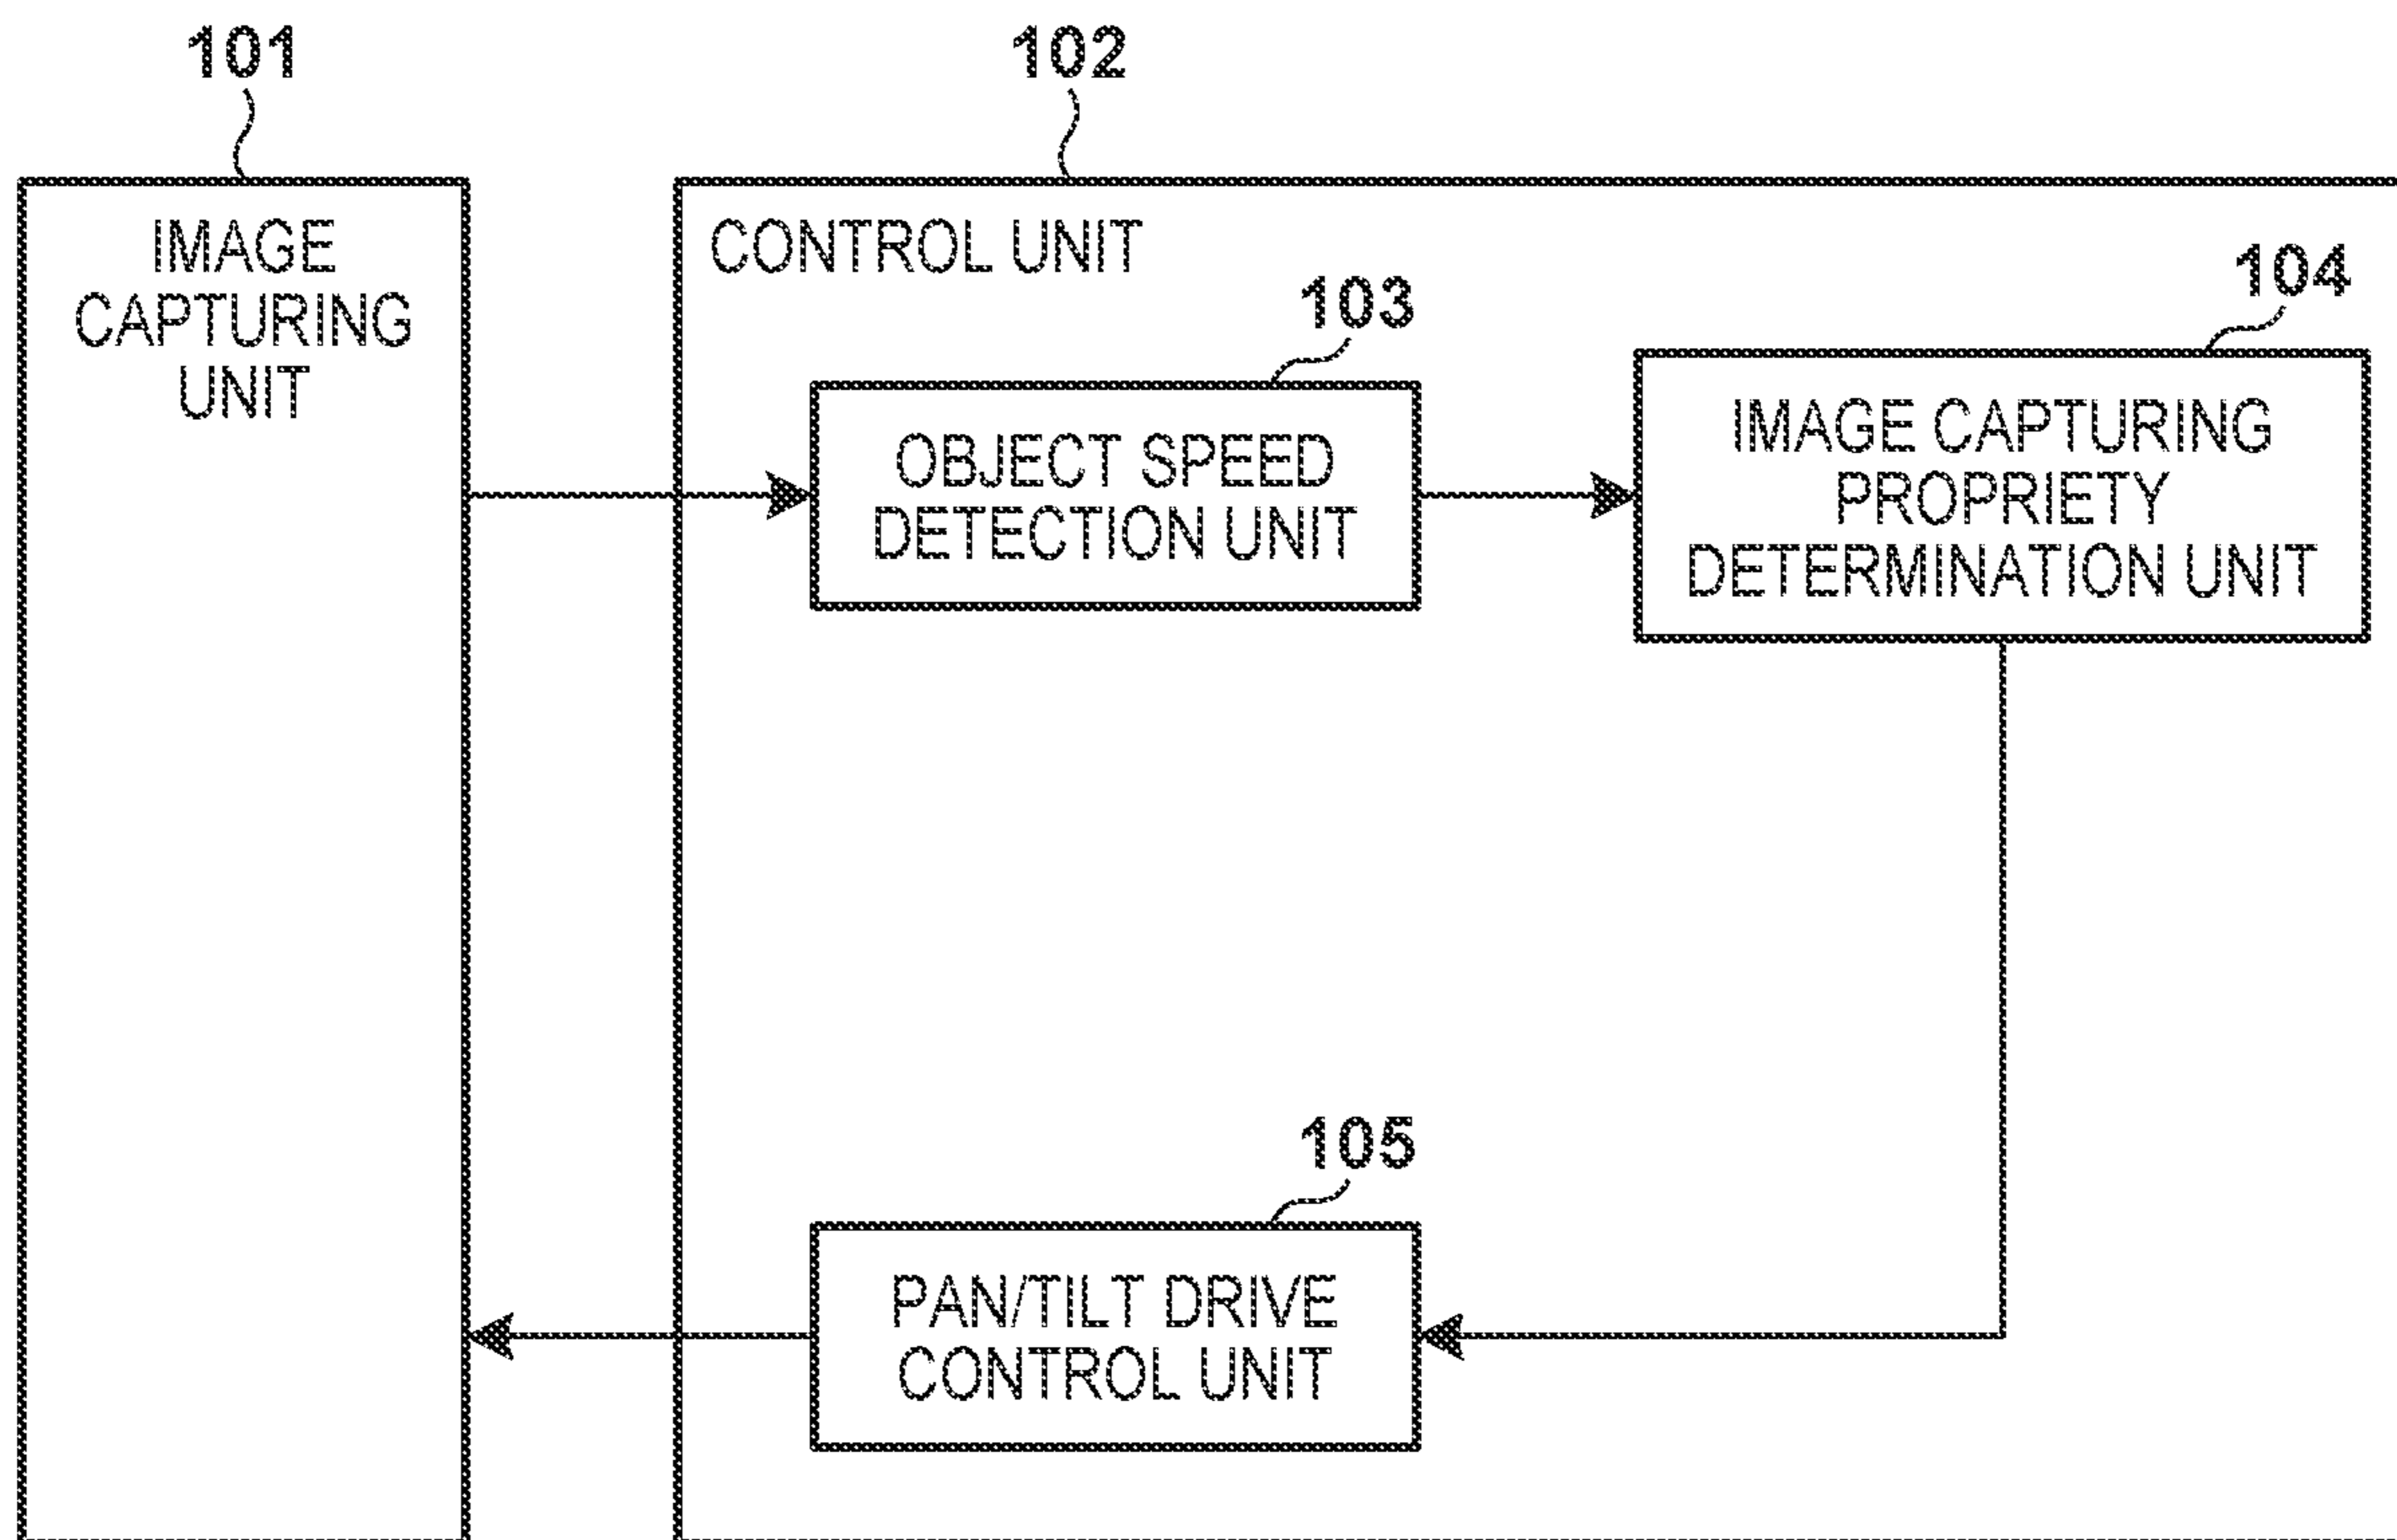 101
102
IMAGE
CAPTURING
UNIT
CONTROL UNIT
103
104
OBJECT SPEED
DETECTION UNIT
IMAGE CAPTURING
PROPRIETY
DETERMINATION UNIT
105
PAN/TILT DRIVE
CONTROL UNIT